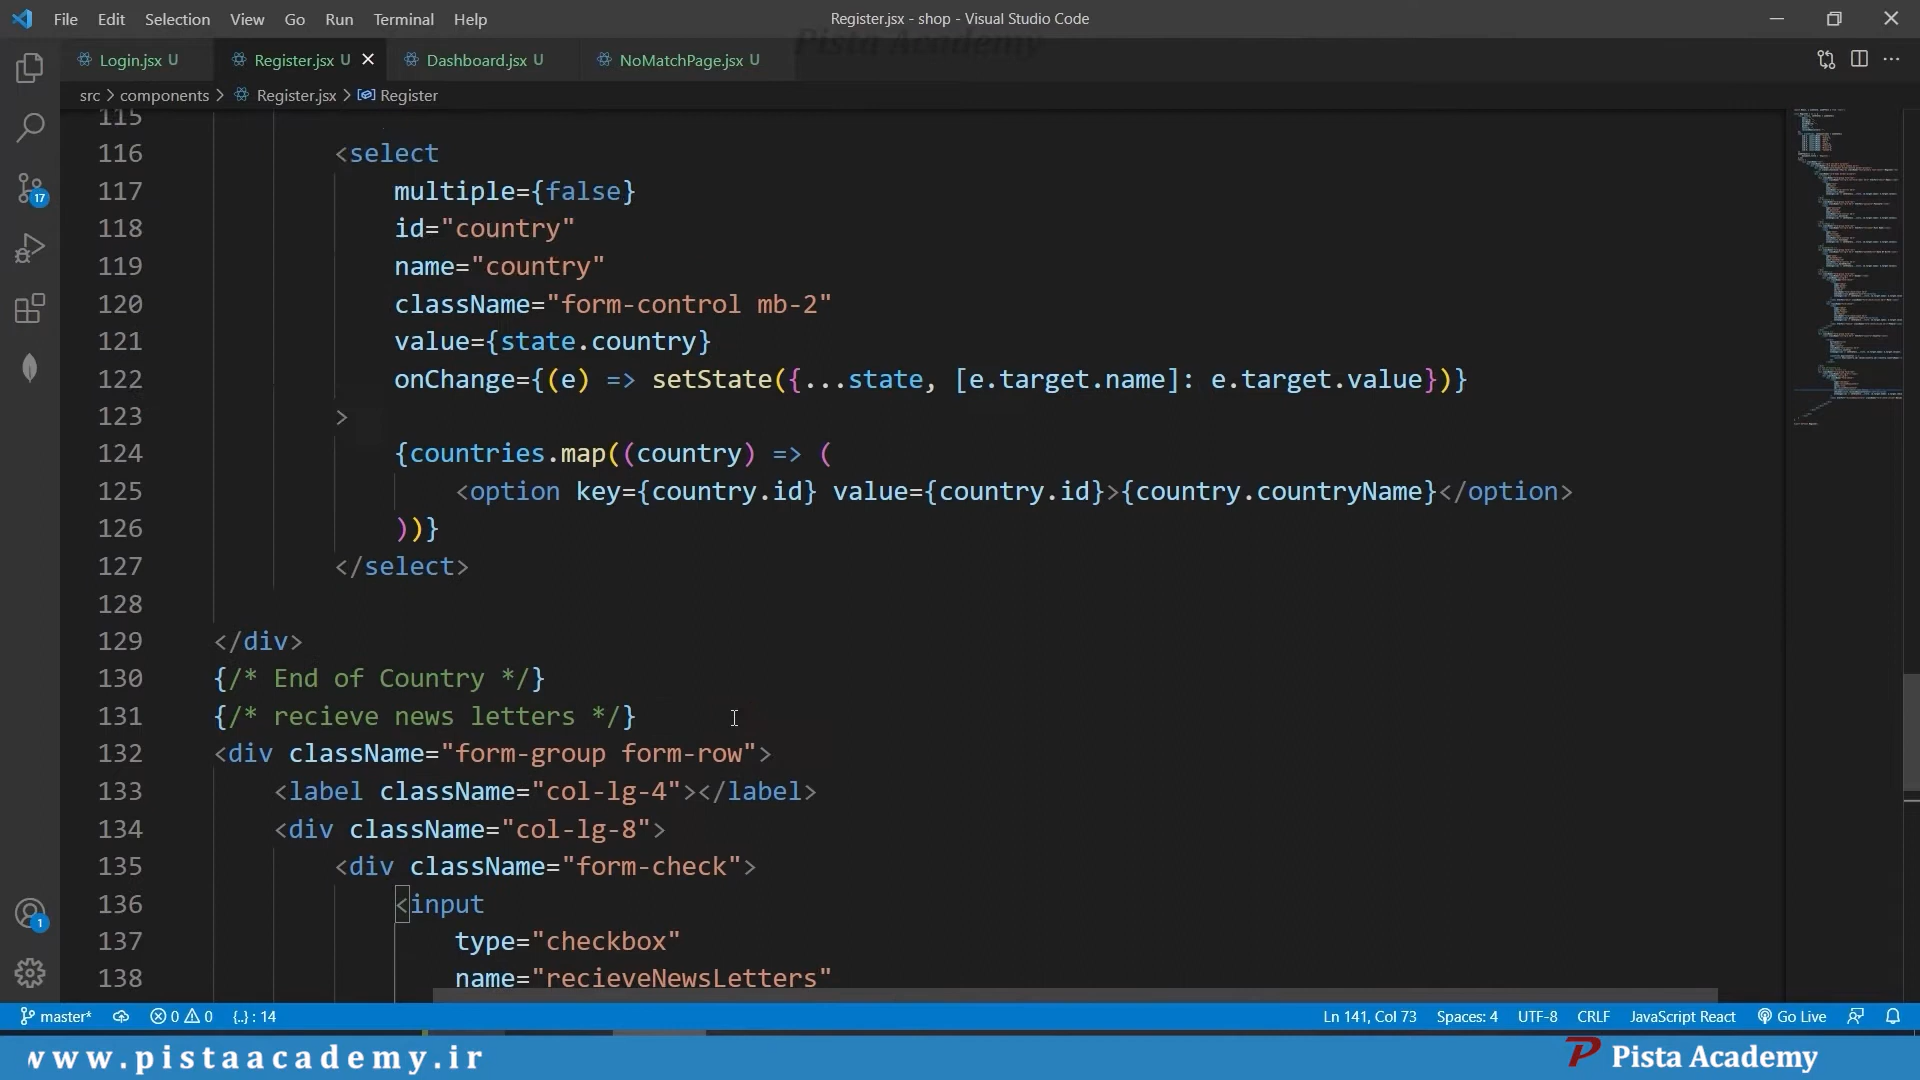 File Edit Selection View Go Run Terminal Help
Register.jsx - shop - Visual Studio Code
Pista Academy
Login.jsx U
Register.jsx U
Dashboard.jsx U
NoMatchPage.jsx U
src > components > Register.jsx > Register
115
116 <select
117 multiple={false}
118 id="country"
119 name="country"
120 className="form-control mb-2"
121 value={state.country}
122 onChange={(e) => setState({...state, [e.target.name]: e.target.value})}
123 >
124 {countries.map((country) => (
125 <option key={country.id} value={country.id}>{country.countryName}</option>
126 ))}
127 </select>
128
129 </div>
130 {/* End of Country */}
131 {/* recieve news letters */}
132 <div className="form-group form-row">
133 <label className="col-lg-4"></label>
134 <div className="col-lg-8">
135 <div className="form-check">
136 <input
137 type="checkbox"
138 name="recieveNewsLetters"
17
1
master* 0 0 {..} : 14
Ln 141, Col 73 Spaces: 4 UTF-8 CRLF JavaScript React Go Live
www.pistaacademy.ir
Pista Academy